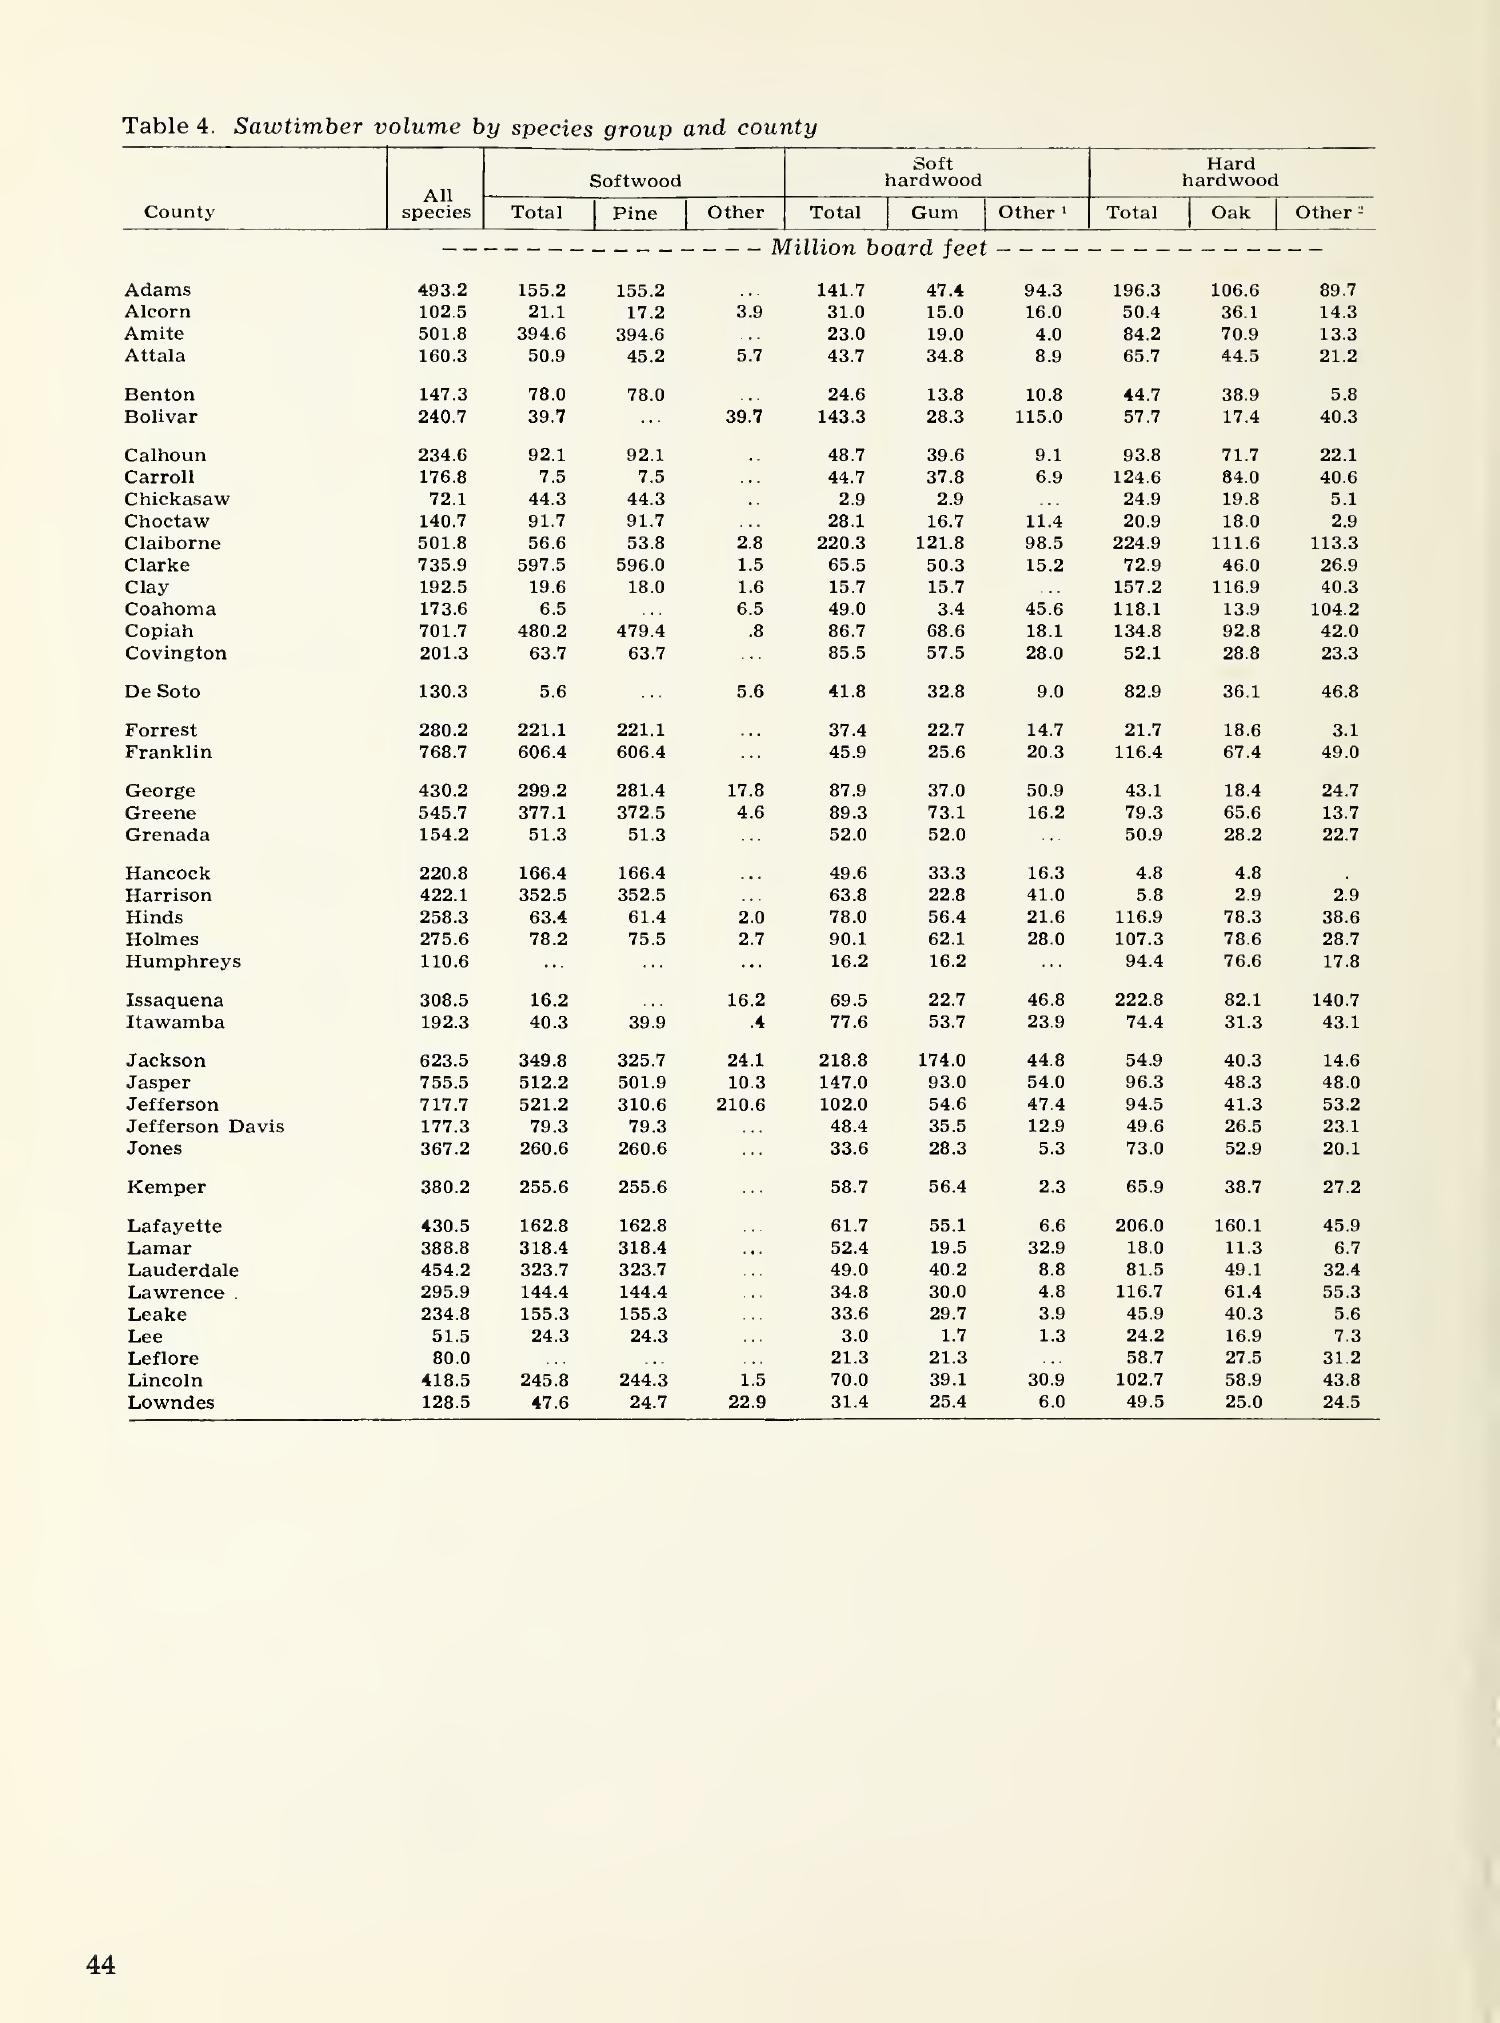 Table 4. Sawtimber volume by species group and county
County All species Softwood Soft hardwood Hard hardwood
Total Pine Other Total Gum Other ¹ Total Oak Other ²
Million board feet
Adams 493.2 155.2 155.2 ... 141.7 47.4 94.3 196.3 106.6 89.7
Alcorn 102.5 21.1 17.2 3.9 31.0 15.0 16.0 50.4 36.1 14.3
Amite 501.8 394.6 394.6 ... 23.0 19.0 4.0 84.2 70.9 13.3
Attala 160.3 50.9 45.2 5.7 43.7 34.8 8.9 65.7 44.5 21.2
Benton 147.3 78.0 78.0 ... 24.6 13.8 10.8 44.7 38.9 5.8
Bolivar 240.7 39.7 ... 39.7 143.3 28.3 115.0 57.7 17.4 40.3
Calhoun 234.6 92.1 92.1 .. 48.7 39.6 9.1 93.8 71.7 22.1
Carroll 176.8 7.5 7.5 ... 44.7 37.8 6.9 124.6 84.0 40.6
Chickasaw 72.1 44.3 44.3 .. 2.9 2.9 ... 24.9 19.8 5.1
Choctaw 140.7 91.7 91.7 ... 28.1 16.7 11.4 20.9 18.0 2.9
Claiborne 501.8 56.6 53.8 2.8 220.3 121.8 98.5 224.9 111.6 113.3
Clarke 735.9 597.5 596.0 1.5 65.5 50.3 15.2 72.9 46.0 26.9
Clay 192.5 19.6 18.0 1.6 15.7 15.7 ... 157.2 116.9 40.3
Coahoma 173.6 6.5 ... 6.5 49.0 3.4 45.6 118.1 13.9 104.2
Copiah 701.7 480.2 479.4 .8 86.7 68.6 18.1 134.8 92.8 42.0
Covington 201.3 63.7 63.7 ... 85.5 57.5 28.0 52.1 28.8 23.3
De Soto 130.3 5.6 ... 5.6 41.8 32.8 9.0 82.9 36.1 46.8
Forrest 280.2 221.1 221.1 ... 37.4 22.7 14.7 21.7 18.6 3.1
Franklin 768.7 606.4 606.4 ... 45.9 25.6 20.3 116.4 67.4 49.0
George 430.2 299.2 281.4 17.8 87.9 37.0 50.9 43.1 18.4 24.7
Greene 545.7 377.1 372.5 4.6 89.3 73.1 16.2 79.3 65.6 13.7
Grenada 154.2 51.3 51.3 ... 52.0 52.0 ... 50.9 28.2 22.7
Hancock 220.8 166.4 166.4 ... 49.6 33.3 16.3 4.8 4.8 .
Harrison 422.1 352.5 352.5 ... 63.8 22.8 41.0 5.8 2.9 2.9
Hinds 258.3 63.4 61.4 2.0 78.0 56.4 21.6 116.9 78.3 38.6
Holmes 275.6 78.2 75.5 2.7 90.1 62.1 28.0 107.3 78.6 28.7
Humphreys 110.6 ... ... ... 16.2 16.2 ... 94.4 76.6 17.8
Issaquena 308.5 16.2 ... 16.2 69.5 22.7 46.8 222.8 82.1 140.7
Itawamba 192.3 40.3 39.9 .4 77.6 53.7 23.9 74.4 31.3 43.1
Jackson 623.5 349.8 325.7 24.1 218.8 174.0 44.8 54.9 40.3 14.6
Jasper 755.5 512.2 501.9 10.3 147.0 93.0 54.0 96.3 48.3 48.0
Jefferson 717.7 521.2 310.6 210.6 102.0 54.6 47.4 94.5 41.3 53.2
Jefferson Davis 177.3 79.3 79.3 ... 48.4 35.5 12.9 49.6 26.5 23.1
Jones 367.2 260.6 260.6 ... 33.6 28.3 5.3 73.0 52.9 20.1
Kemper 380.2 255.6 255.6 ... 58.7 56.4 2.3 65.9 38.7 27.2
Lafayette 430.5 162.8 162.8 ... 61.7 55.1 6.6 206.0 160.1 45.9
Lamar 388.8 318.4 318.4 ... 52.4 19.5 32.9 18.0 11.3 6.7
Lauderdale 454.2 323.7 323.7 ... 49.0 40.2 8.8 81.5 49.1 32.4
Lawrence . 295.9 144.4 144.4 ... 34.8 30.0 4.8 116.7 61.4 55.3
Leake 234.8 155.3 155.3 ... 33.6 29.7 3.9 45.9 40.3 5.6
Lee 51.5 24.3 24.3 ... 3.0 1.7 1.3 24.2 16.9 7.3
Leflore 80.0 ... ... ... 21.3 21.3 ... 58.7 27.5 31.2
Lincoln 418.5 245.8 244.3 1.5 70.0 39.1 30.9 102.7 58.9 43.8
Lowndes 128.5 47.6 24.7 22.9 31.4 25.4 6.0 49.5 25.0 24.5
44